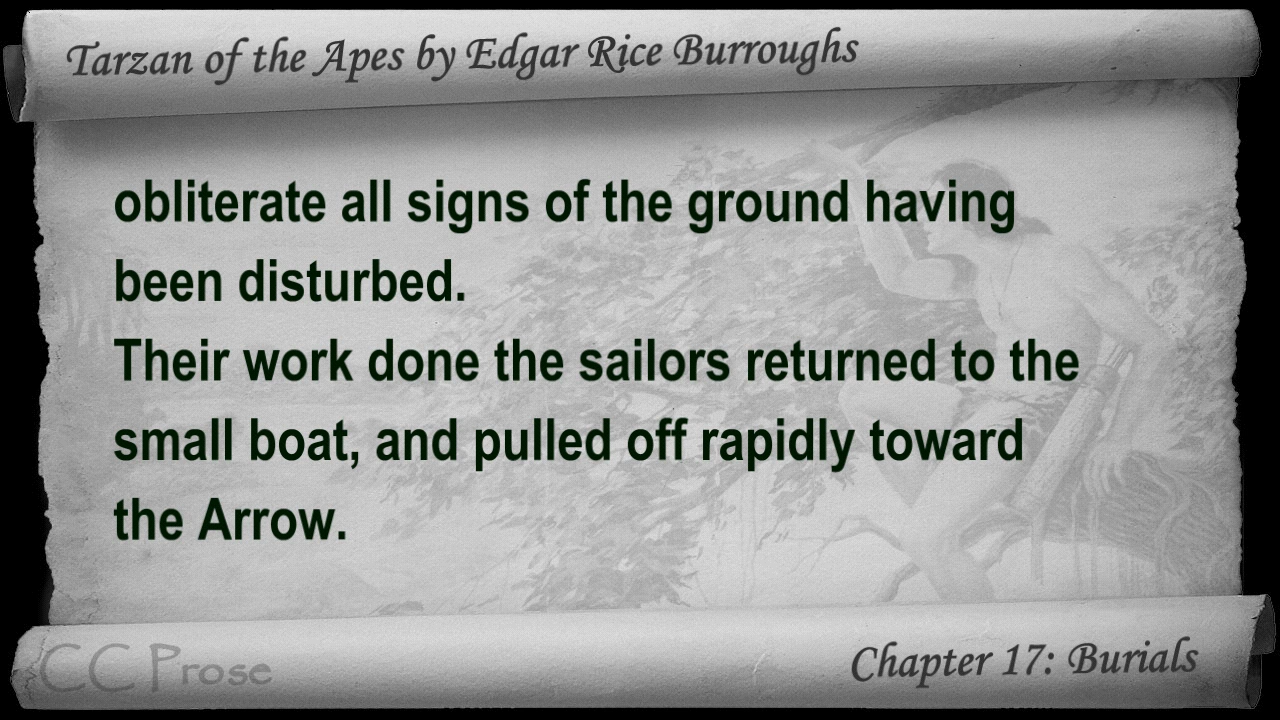 Tarzan of the Apes by Edgar Rice Burroughs
obliterate all signs of the ground having
been disturbed.
Their work done the sailors returned to the
small boat, and pulled off rapidly toward
the Arrow.
CC Prose
Chapter 17: Burials